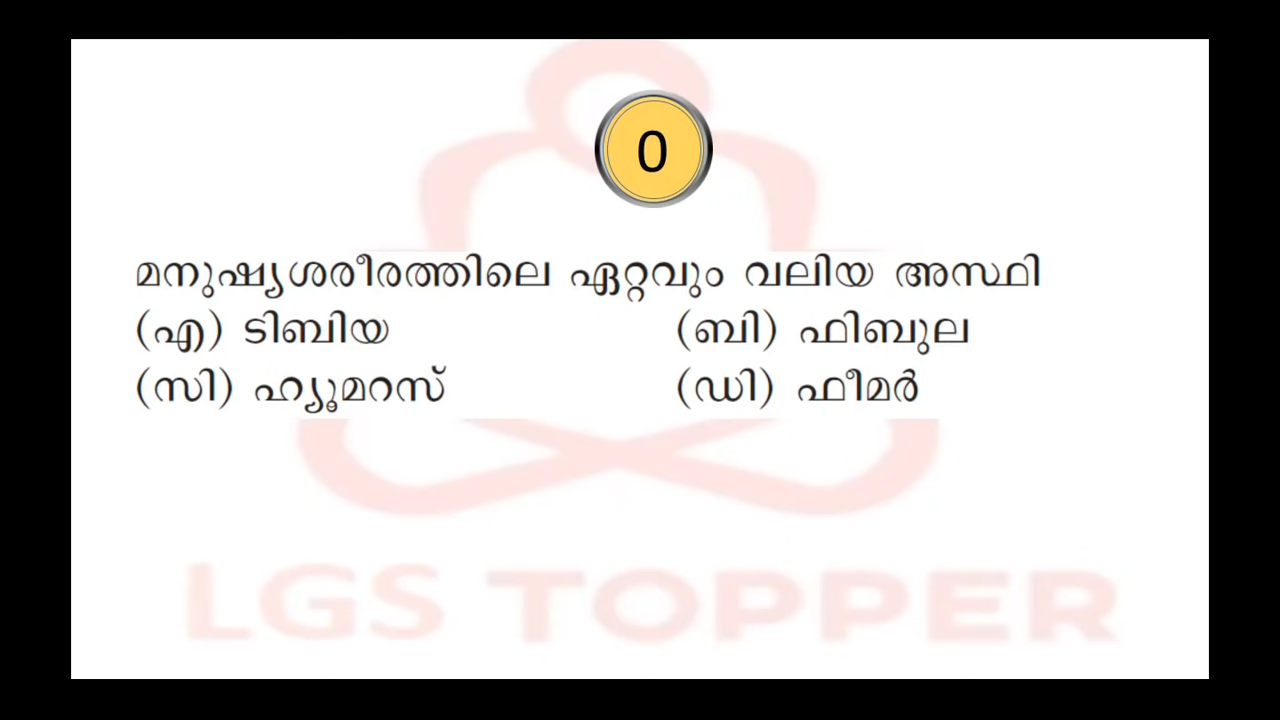 0
മനുഷ്യശരീരത്തിലെ ഏറ്റവും വലിയ അസ്ഥി
(എ) ടിബിയ (ബി) ഫിബുല
(സി) ഹ്യൂമറസ് (ഡി) ഫീമർ
LGS TOPPER